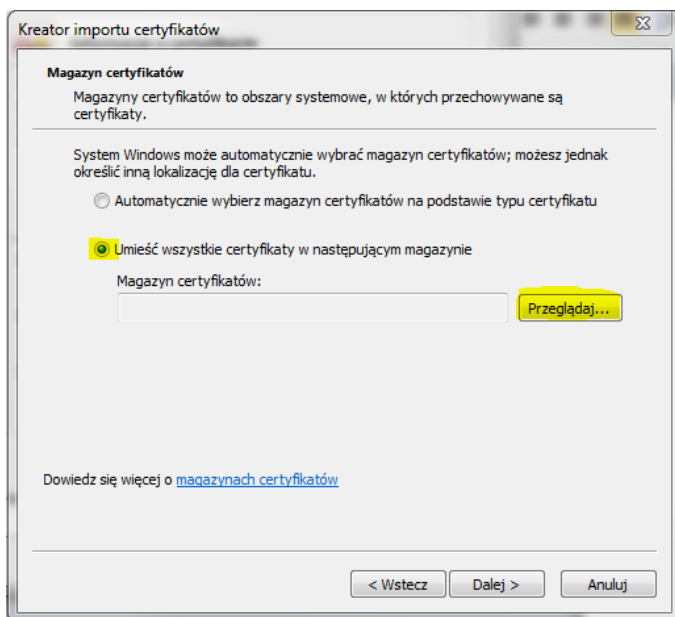 Kreator importu certyfikatów
Magazyn certyfikatów
Magazyny certyfikatów to obszary systemowe, w których przechowywane są
certyfikaty.
System Windows może automatycznie wybrać magazyn certyfikatów; możesz jednak
określić inną lokalizację dla certyfikatu.
Automatycznie wybierz magazyn certyfikatów na podstawie typu certyfikatu
Umieść wszystkie certyfikaty w następującym magazynie
Magazyn certyfikatów:
Przeglądaj...
Dowiedz się więcej o magazynach certyfikatów
< Wstecz
Dalej >
Anuluj